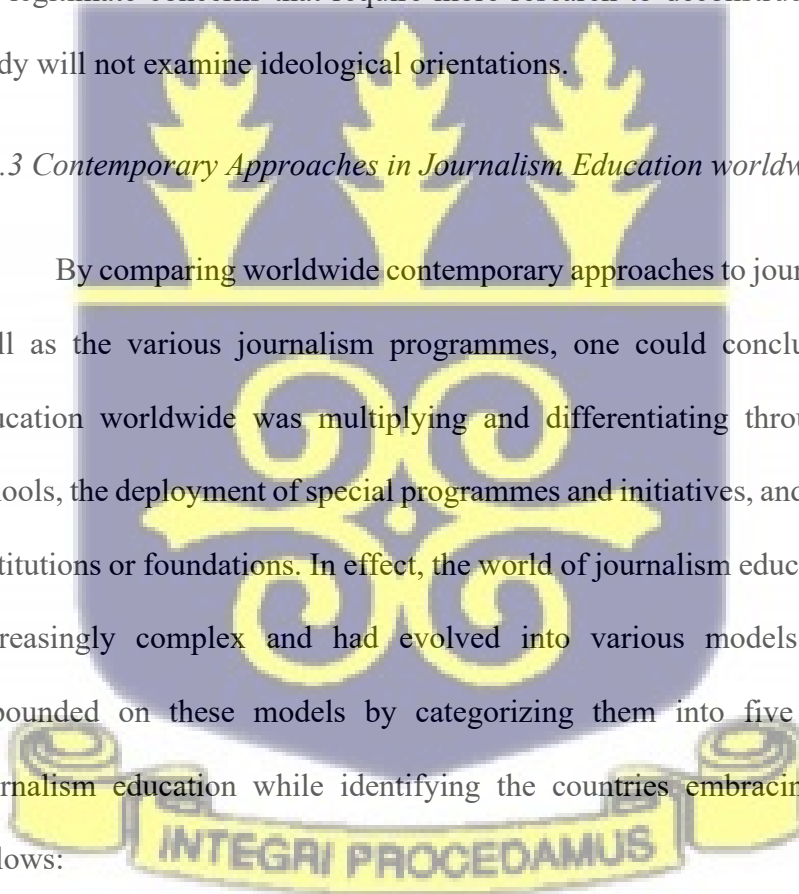 legitimate concerns that require more research to deconstruc
dy will not examine ideological orientations.
.3 Contemporary Approaches in Journalism Education worldw
By comparing worldwide contemporary approaches to jour
ll as the various journalism programmes, one could conclu
ucation worldwide was multiplying and differentiating throu
ools, the deployment of special programmes and initiatives, and
titutions or foundations. In effect, the world of journalism educ
reasingly complex and had evolved into various models
pounded on these models by categorizing them into five
rnalism education while identifying the countries embracin
lows:
INTEGRI PROCEDAMUS